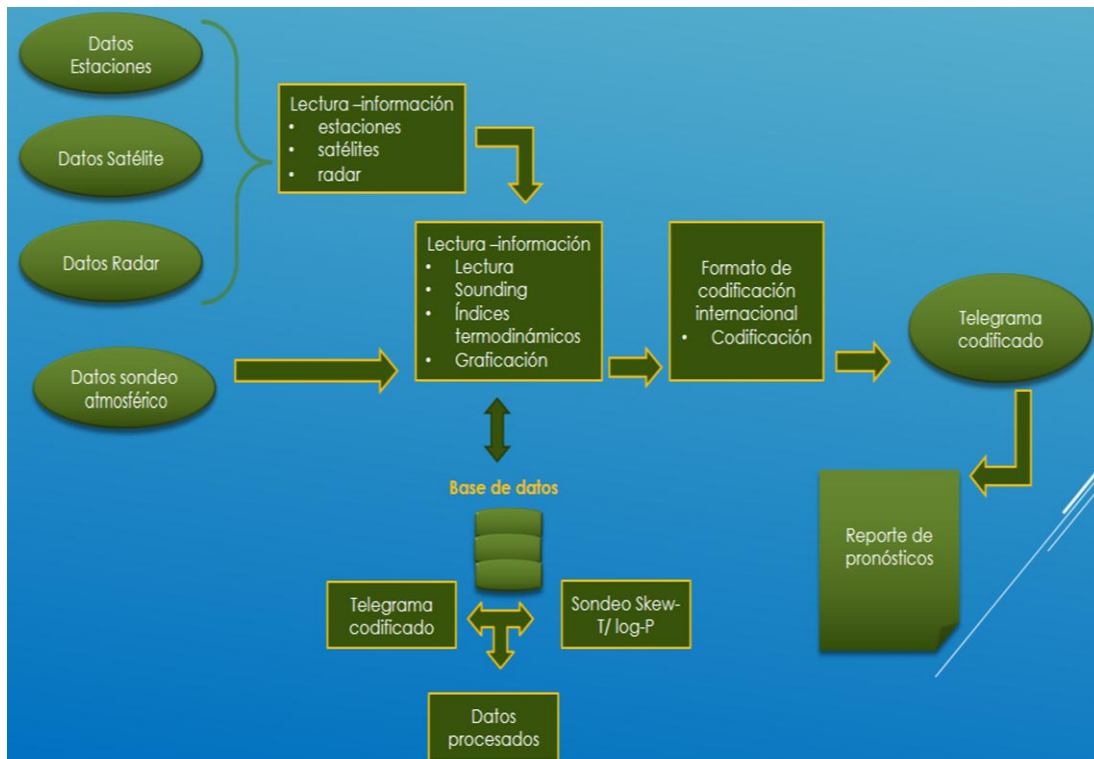 Datos
Estaciones
Datos Satélite
Datos Radar
Datos sondeo
atmosférico
Lectura –información
• estaciones
• satélites
• radar
Lectura –información
• Lectura
• Sounding
• Índices
termodinámicos
• Graficación
Formato de
codificación
internacional
• Codificación
Telegrama
codificado
Reporte de
pronósticos
Base de datos
Telegrama
codificado
Sondeo Skew-
T/ log-P
Datos
procesados